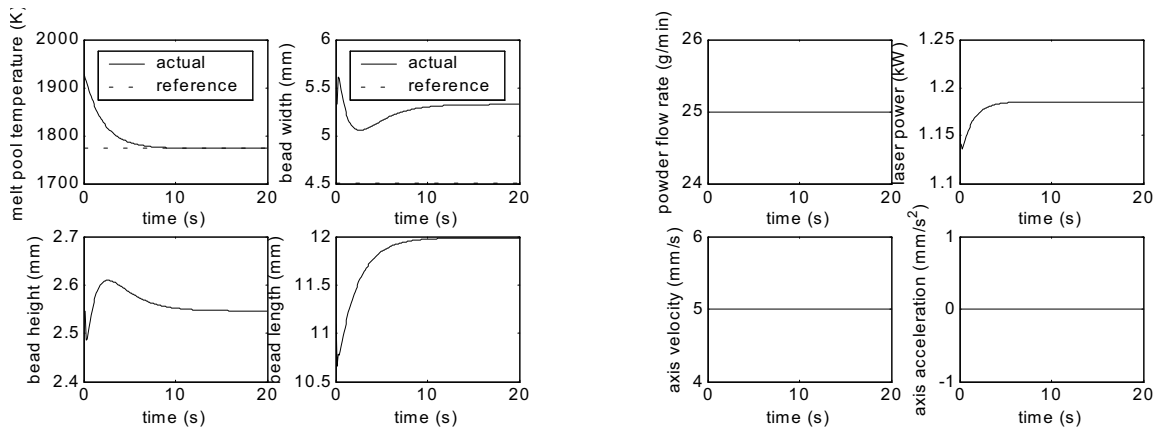 melt pool temperature (K)
2000
1900
1800
1700
0 10 20
time (s)
actual
reference
bead width (mm)
6
5.5
5
4.5
0 10 20
time (s)
actual
reference
bead height (mm)
2.7
2.6
2.5
2.4
0 10 20
time (s)
bead length (mm)
12
11.5
11
10.5
0 10 20
time (s)
powder flow rate (g/min)
26
25
24
0 10 20
time (s)
laser power (kW)
1.25
1.2
1.15
1.1
0 10 20
time (s)
axis velocity (mm/s)
6
5
4
0 10 20
time (s)
axis acceleration (mm/s²)
1
0
-1
0 10 20
time (s)